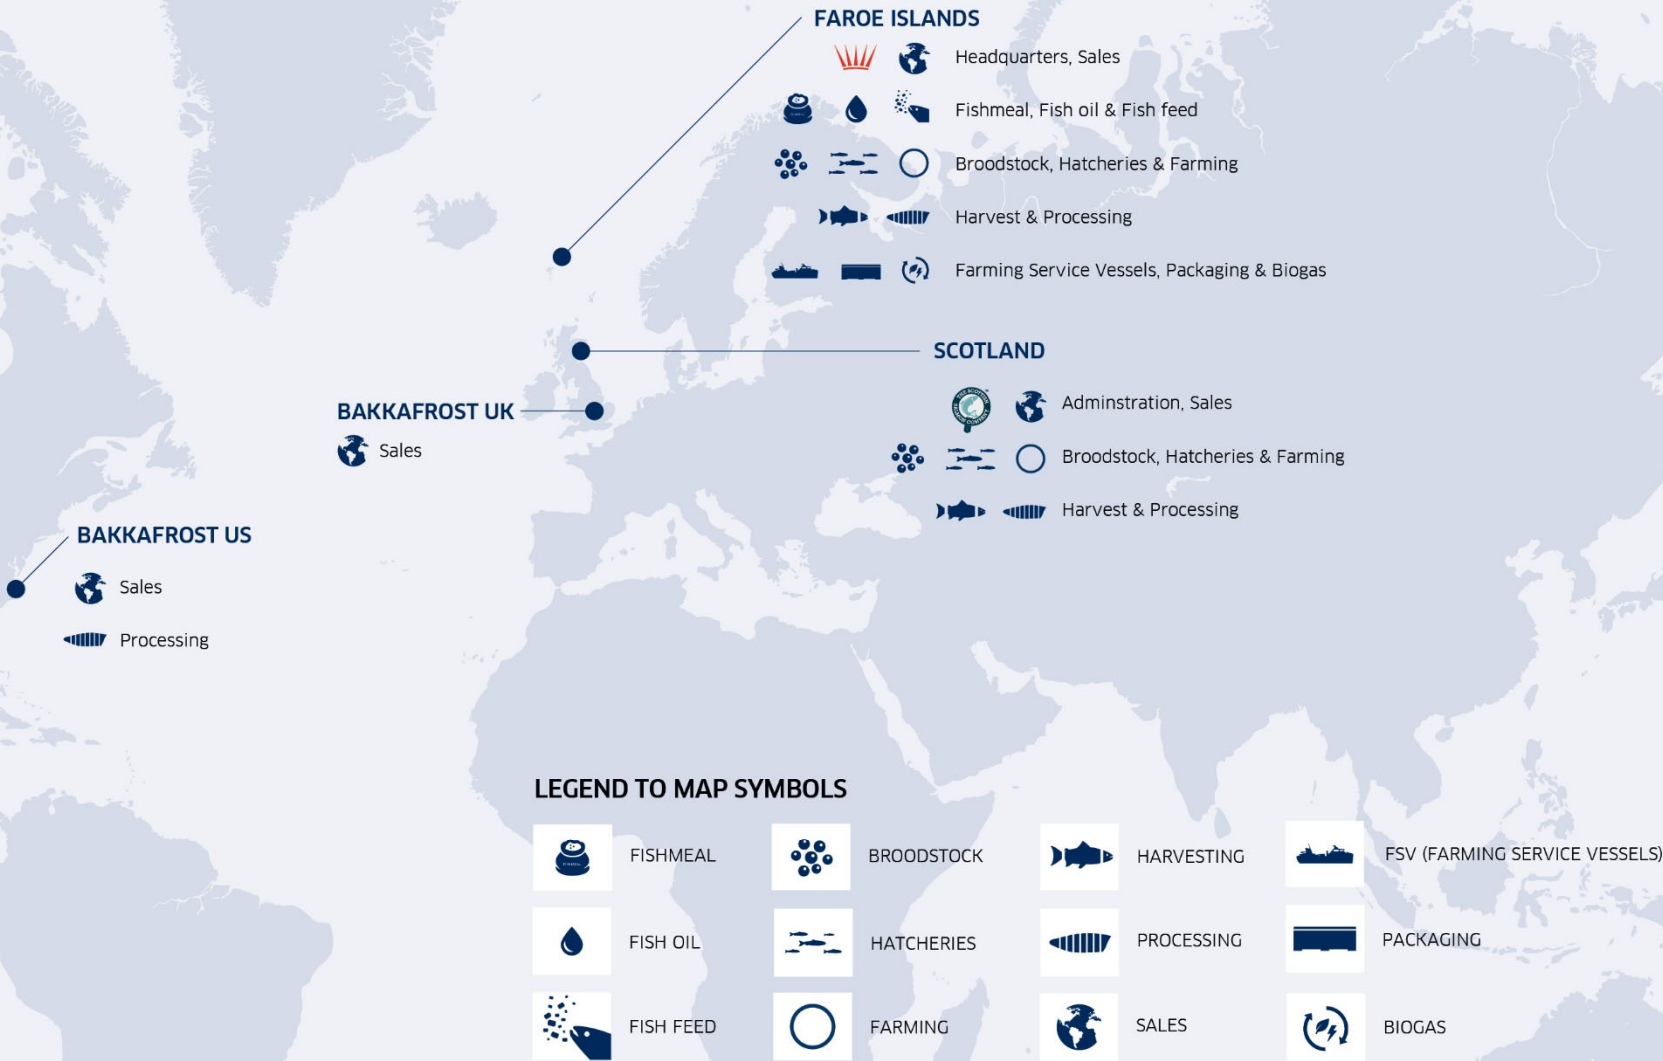 FAROE ISLANDS
Headquarters, Sales
Fishmeal, Fish oil & Fish feed
Broodstock, Hatcheries & Farming
Harvest & Processing
Farming Service Vessels, Packaging & Biogas
SCOTLAND
Adminstration, Sales
Broodstock, Hatcheries & Farming
Harvest & Processing
BAKKAFROST UK
Sales
BAKKAFROST US
Sales
Processing
LEGEND TO MAP SYMBOLS
FISHMEAL
BROODSTOCK
HARVESTING
FSV (FARMING SERVICE VESSELS)
FISH OIL
HATCHERIES
PROCESSING
PACKAGING
FISH FEED
FARMING
SALES
BIOGAS